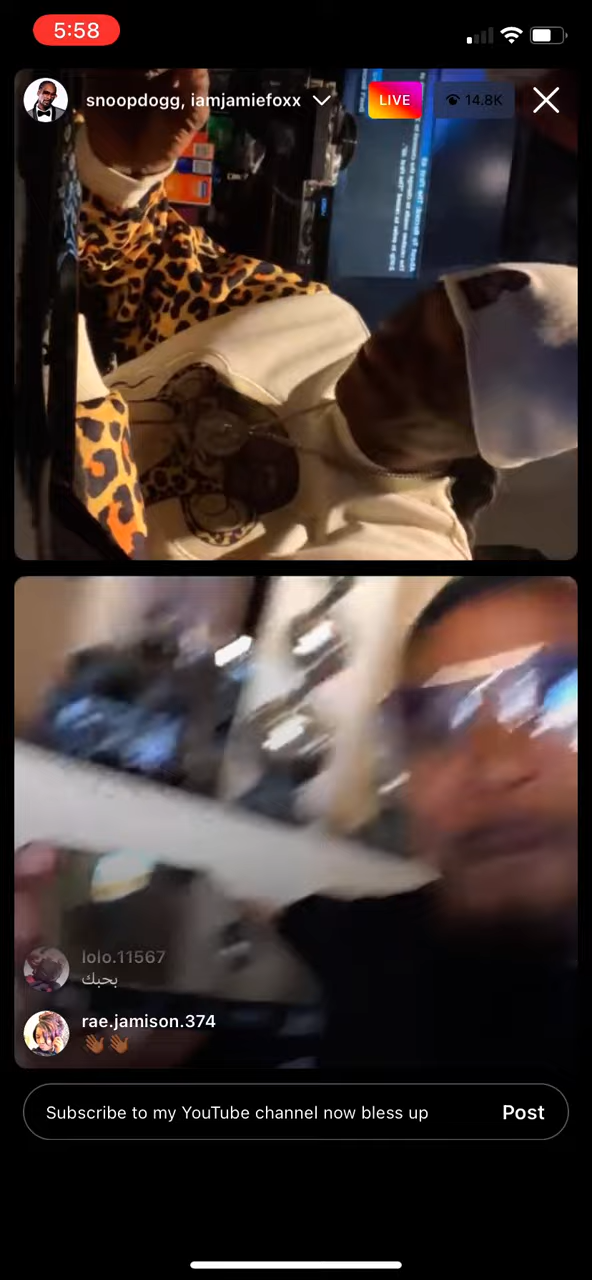 5:58
snoopdogg, iamjamiefoxx
LIVE
14.8K
lolo.11567
بحبك
rae.jamison.374
👋🏾👋🏾
Subscribe to my YouTube channel now bless up
Post